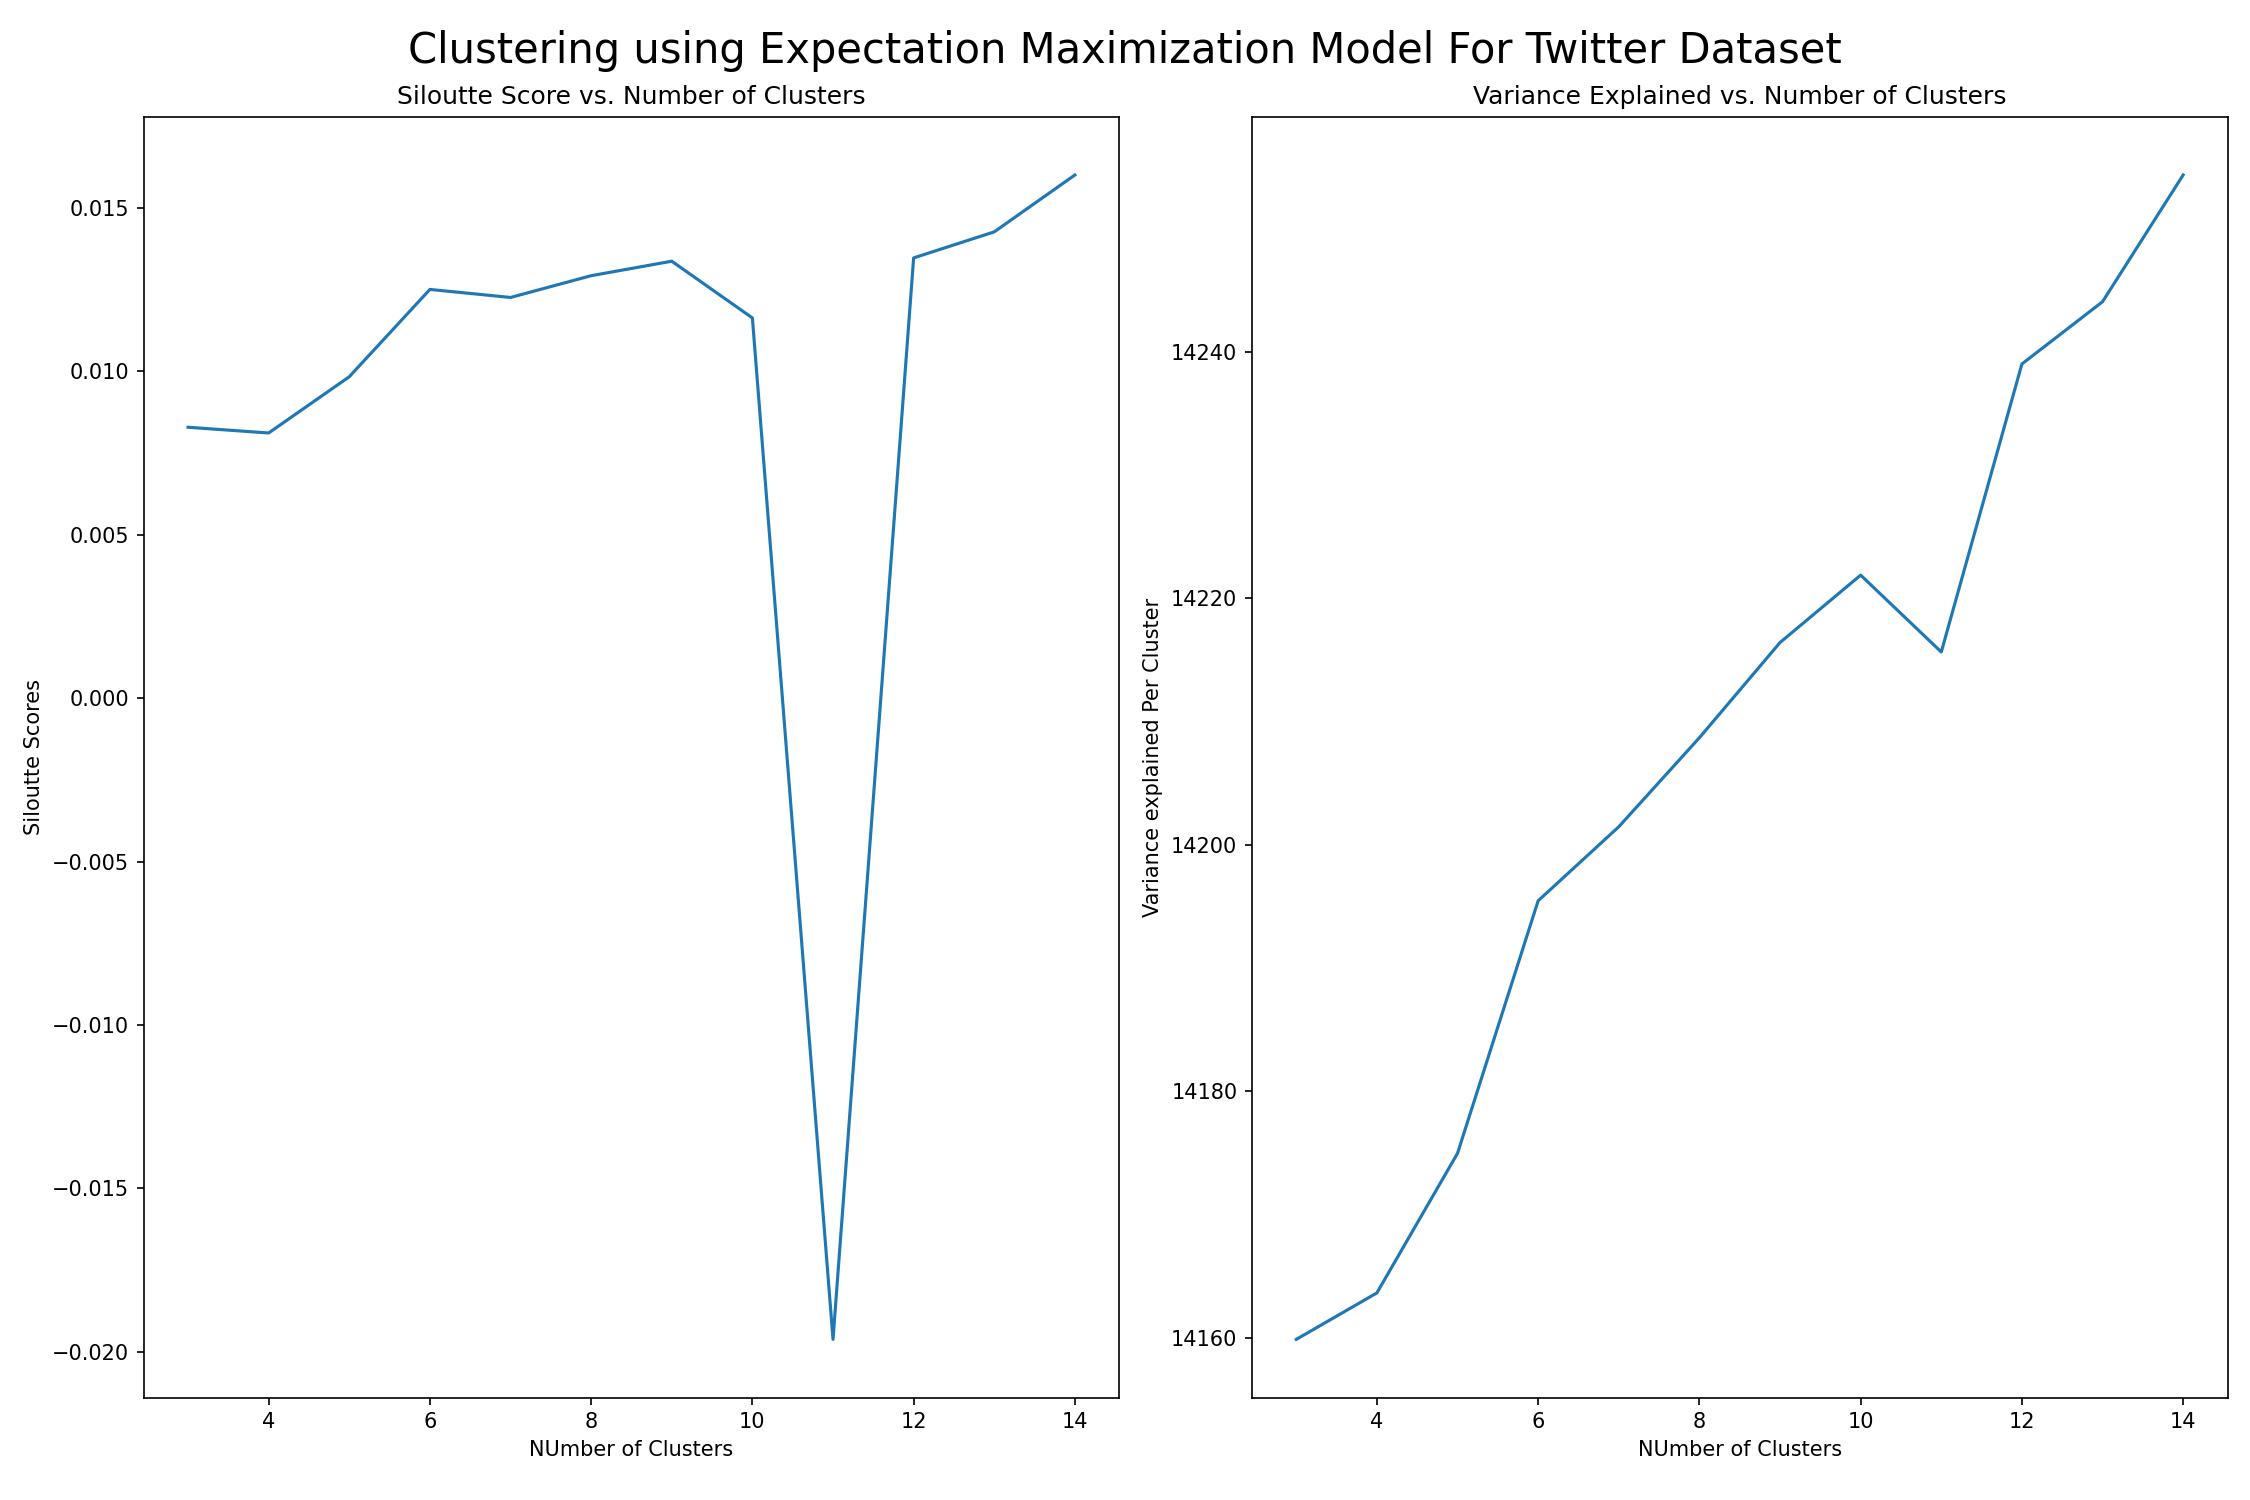 Clustering using Expectation Maximization Model For Twitter Dataset
Siloutte Score vs. Number of Clusters
Siloutte Scores
0.015
0.010
0.005
0.000
−0.005
−0.010
−0.015
−0.020
4 6 8 10 12 14
NUmber of Clusters
Variance Explained vs. Number of Clusters
Variance explained Per Cluster
14240
14220
14200
14180
14160
4 6 8 10 12 14
NUmber of Clusters